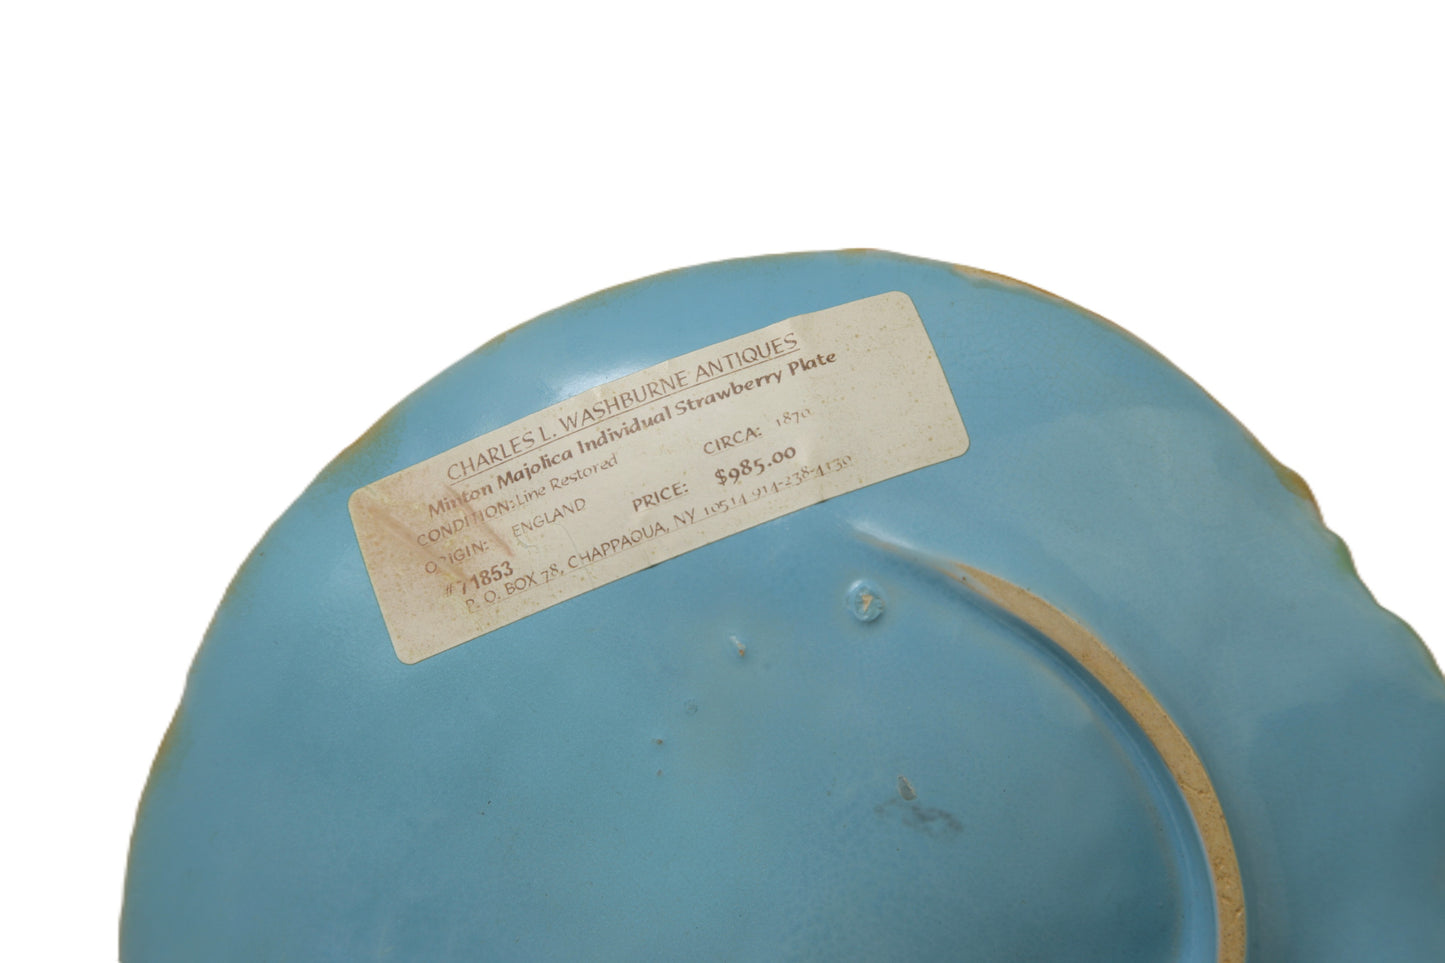 CHARLES L. WASHBURNE ANTIQUES
Minton Majolica Individual Strawberry Plate
CONDITION: Line Restored
ORIGIN: ENGLAND CIRCA: 1870
#71853 PRICE: $985.00
P. O. BOX 78, CHAPPAQUA, NY 10514 914-238-4130